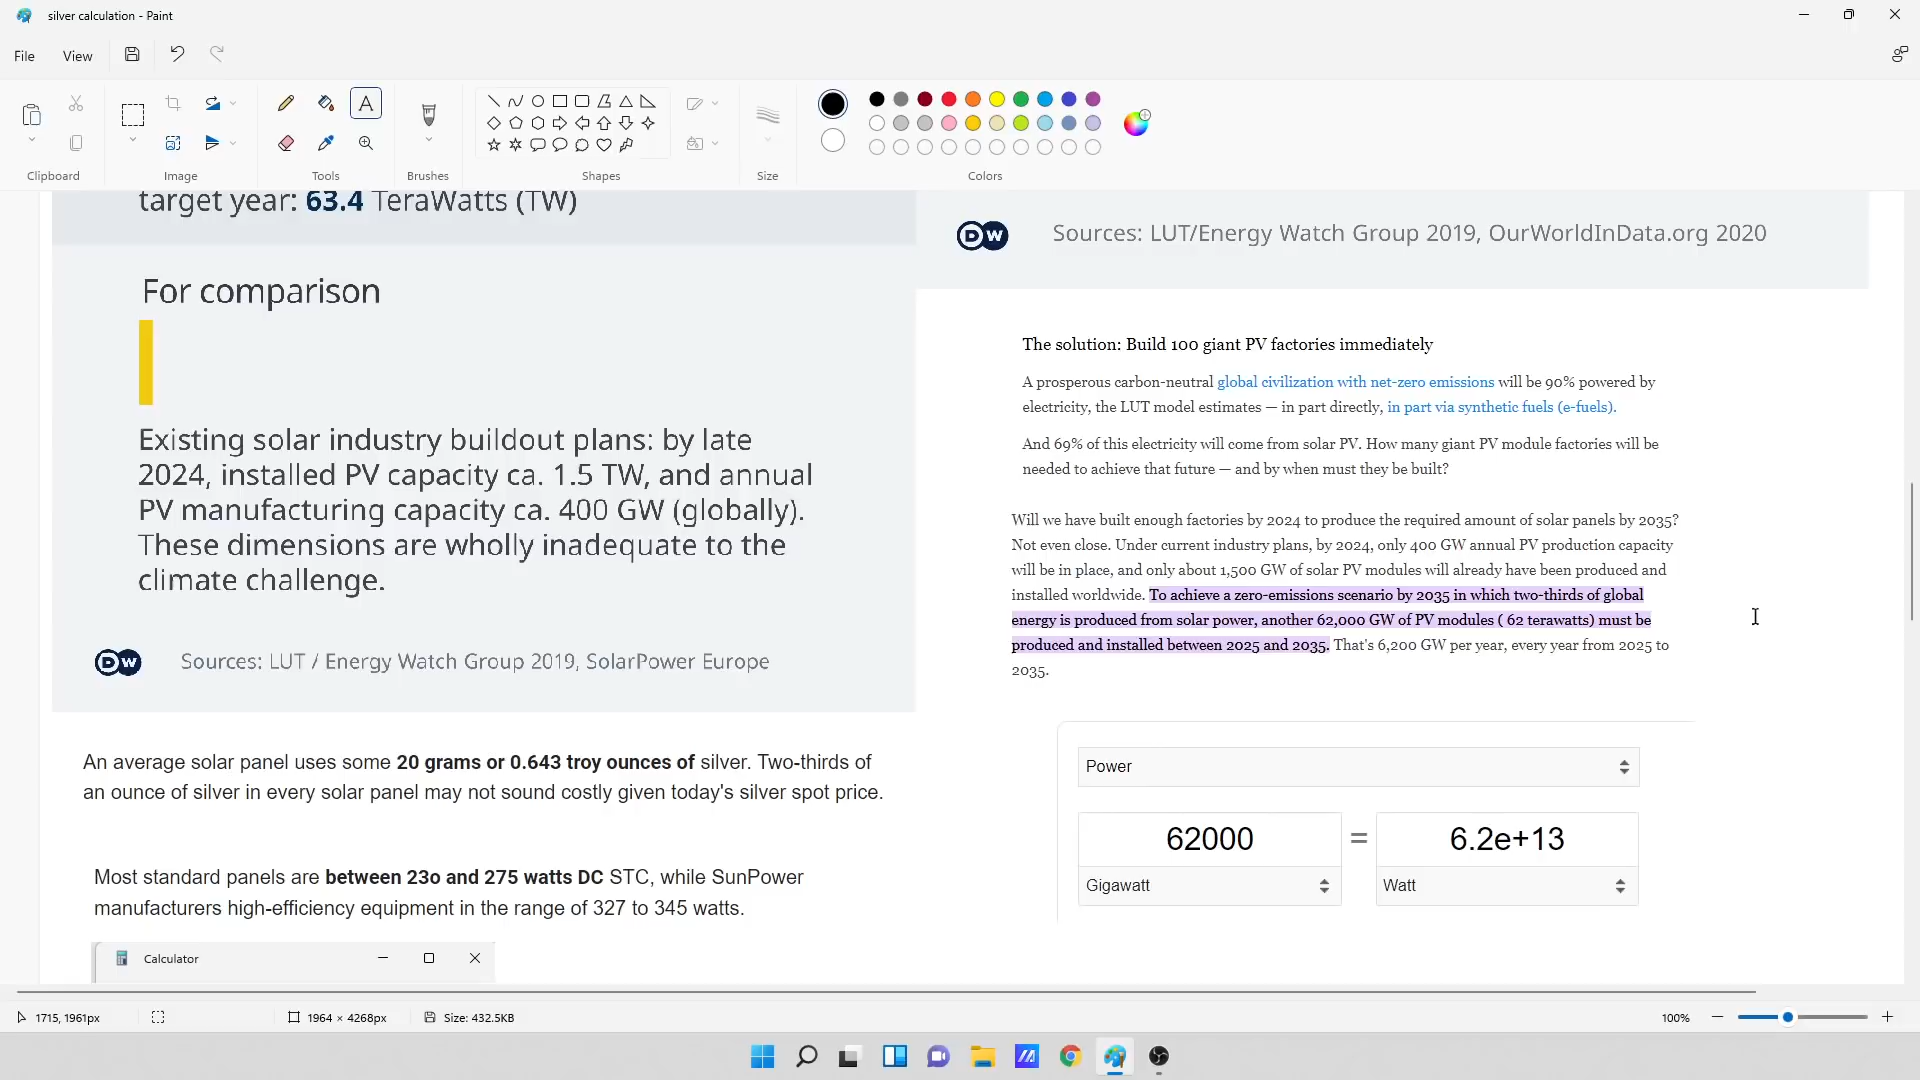 silver calculation - Paint
File
View
Clipboard
Image
Tools
Brushes
Shapes
Size
Colors
target year: 63.4 TeraWatts (TW)
For comparison
Existing solar industry buildout plans: by late
2024, installed PV capacity ca. 1.5 TW, and annual
PV manufacturing capacity ca. 400 GW (globally).
These dimensions are wholly inadequate to the
climate challenge.
DW
Sources: LUT / Energy Watch Group 2019, SolarPower Europe
An average solar panel uses some 20 grams or 0.643 troy ounces of silver. Two-thirds of
an ounce of silver in every solar panel may not sound costly given today's silver spot price.
Most standard panels are between 23o and 275 watts DC STC, while SunPower
manufacturers high-efficiency equipment in the range of 327 to 345 watts.
Calculator
DW
Sources: LUT/Energy Watch Group 2019, OurWorldInData.org 2020
The solution: Build 100 giant PV factories immediately
A prosperous carbon-neutral global civilization with net-zero emissions will be 90% powered by
electricity, the LUT model estimates — in part directly, in part via synthetic fuels (e-fuels).
And 69% of this electricity will come from solar PV. How many giant PV module factories will be
needed to achieve that future — and by when must they be built?
Will we have built enough factories by 2024 to produce the required amount of solar panels by 2035?
Not even close. Under current industry plans, by 2024, only 400 GW annual PV production capacity
will be in place, and only about 1,500 GW of solar PV modules will already have been produced and
installed worldwide. To achieve a zero-emissions scenario by 2035 in which two-thirds of global
energy is produced from solar power, another 62,000 GW of PV modules ( 62 terawatts) must be
produced and installed between 2025 and 2035. That's 6,200 GW per year, every year from 2025 to
2035.
Power
62000 = 6.2e+13
Gigawatt
Watt
1715, 1961px
1964 × 4268px
Size: 432.5KB
100%